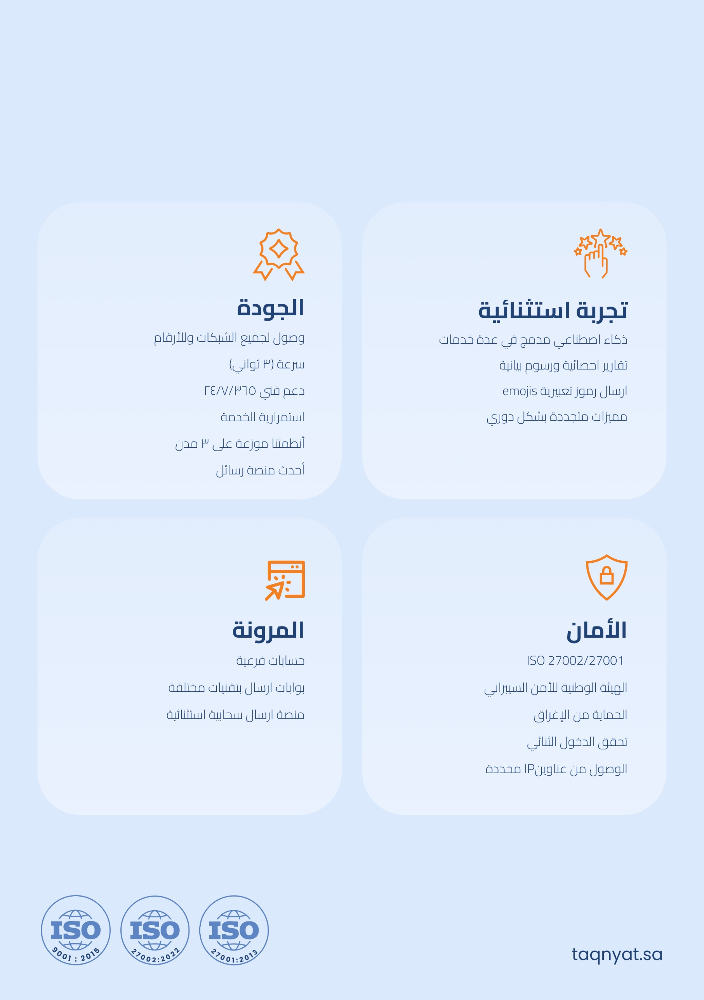 تجربة استثنائية
ذكاء اصطناعي مدمج في عدة خدمات
تقارير احصائية ورسوم بيانية
ارسال رموز تعبيرية emojis
مميزات متجددة بشكل دوري
الجودة
وصول لجميع الشبكات وللأرقام
سرعة (٣ ثواني)
دعم فني ٢٤/٧/٣٦٥
استمرارية الخدمة
أنظمتنا موزعة على ٣ مدن
أحدث منصة رسائل
الأمان
ISO 27002/27001
الهيئة الوطنية للأمن السيبراني
الحماية من الإغراق
تحقق الدخول الثنائي
الوصول من عناوينIP محددة
المرونة
حسابات فرعية
بوابات ارسال بتقنيات مختلفة
منصة ارسال سحابية استثنائية
ISO
9001 : 2015
ISO
27002:2022
ISO
27001:2013
taqnyat.sa